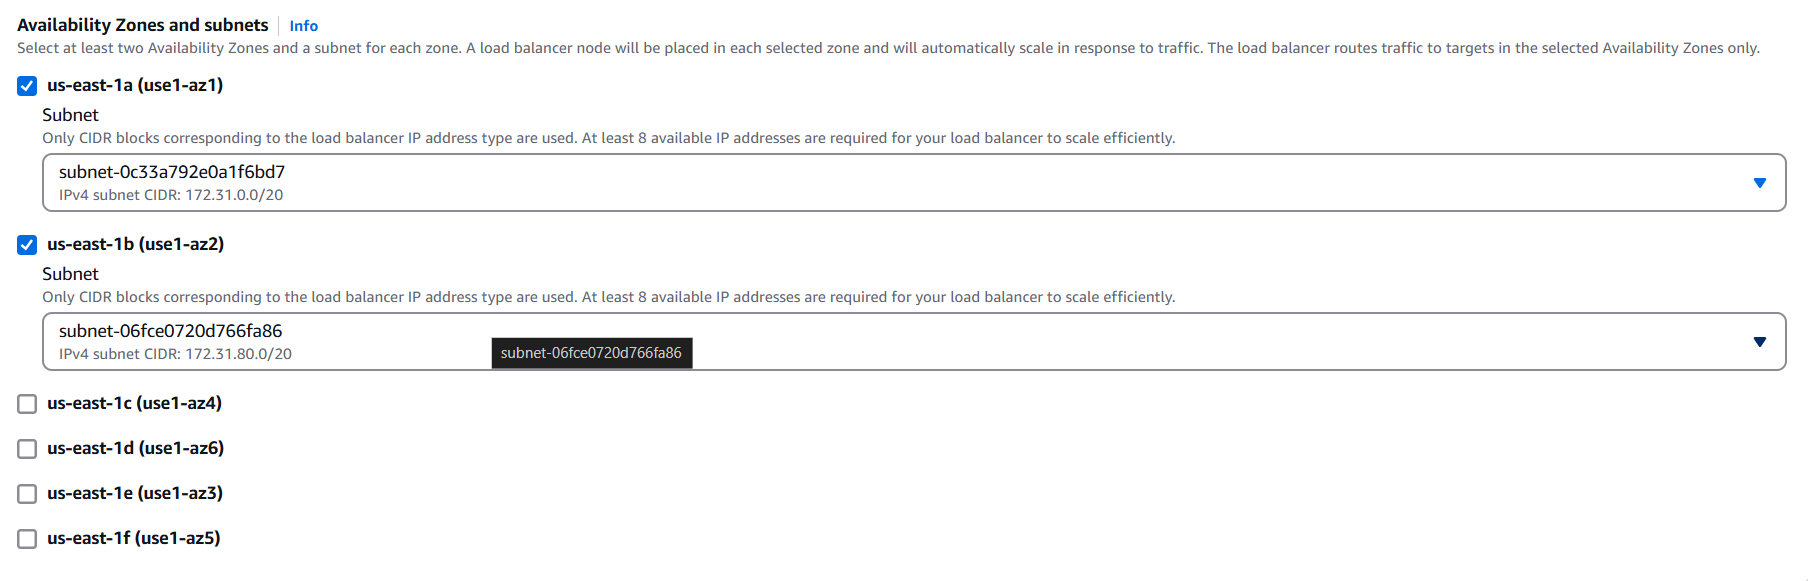 Availability Zones and subnets Info
Select at least two Availability Zones and a subnet for each zone. A load balancer node will be placed in each selected zone and will automatically scale in response to traffic. The load balancer routes traffic to targets in the selected Availability Zones only.
us-east-1a (use1-az1)
Subnet
Only CIDR blocks corresponding to the load balancer IP address type are used. At least 8 available IP addresses are required for your load balancer to scale efficiently.
subnet-0c33a792e0a1f6bd7
IPv4 subnet CIDR: 172.31.0.0/20
us-east-1b (use1-az2)
Subnet
Only CIDR blocks corresponding to the load balancer IP address type are used. At least 8 available IP addresses are required for your load balancer to scale efficiently.
subnet-06fce0720d766fa86
IPv4 subnet CIDR: 172.31.80.0/20
subnet-06fce0720d766fa86
us-east-1c (use1-az4)
us-east-1d (use1-az6)
us-east-1e (use1-az3)
us-east-1f (use1-az5)